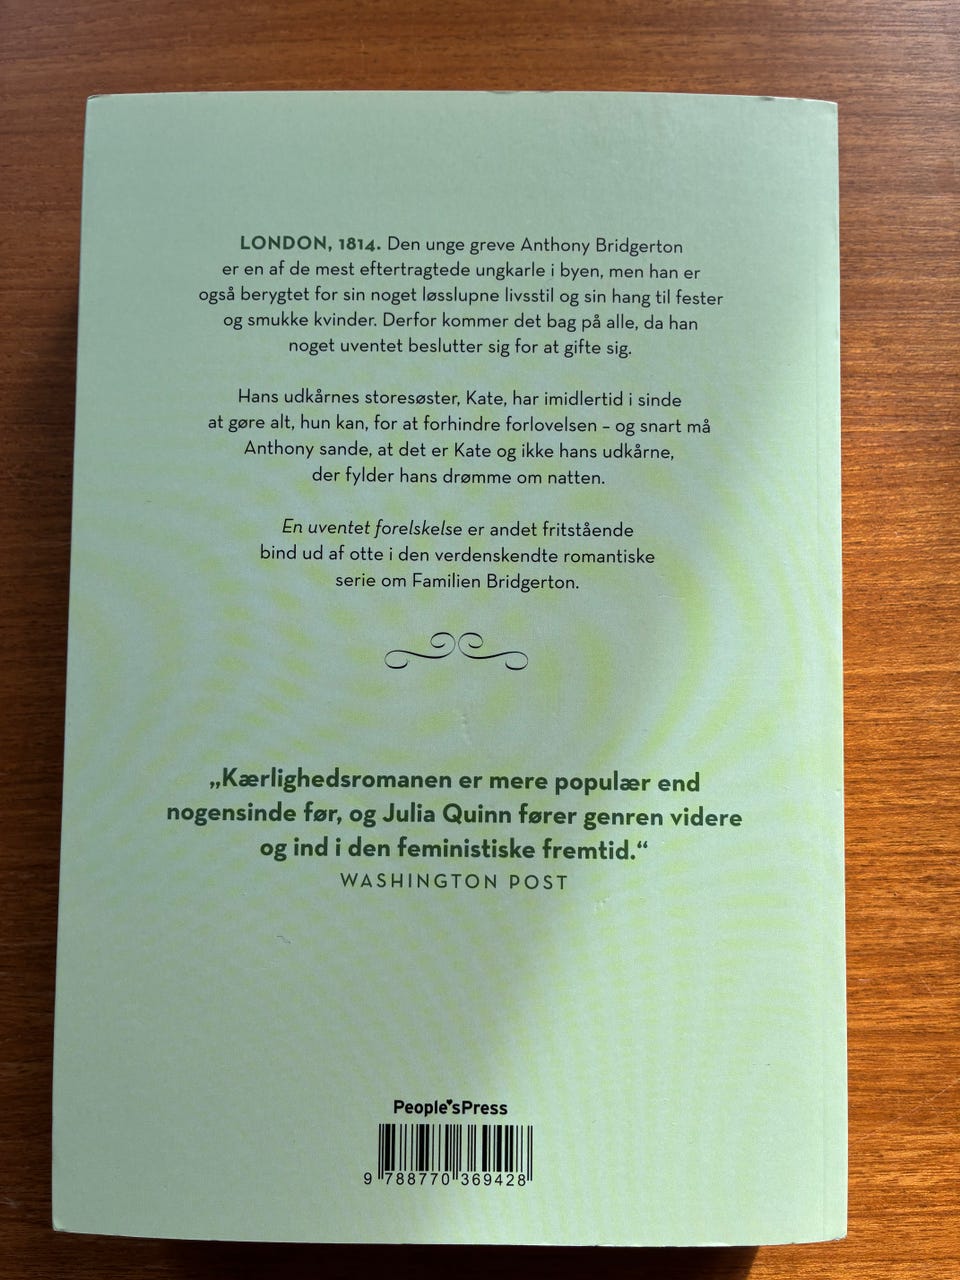 LONDON, 1814. Den unge greve Anthony Bridgerton
er en af de mest eftertragtede ungkarle i byen, men han er
også berygtet for sin noget løsslupne livsstil og sin hang til fester
og smukke kvinder. Derfor kommer det bag på alle, da han
noget uventet beslutter sig for at gifte sig.
Hans udkårnes storesøster, Kate, har imidlertid i sinde
at gøre alt, hun kan, for at forhindre forlovelsen – og snart må
Anthony sande, at det er Kate og ikke hans udkårne,
der fylder hans drømme om natten.
En uventet forelskelse er andet fritstående
bind ud af otte i den verdenskendte romantiske
serie om Familien Bridgerton.
„Kærlighedsromanen er mere populær end
nogensinde før, og Julia Quinn fører genren videre
og ind i den feministiske fremtid.“
WASHINGTON POST
People'sPress
9 788770 369428